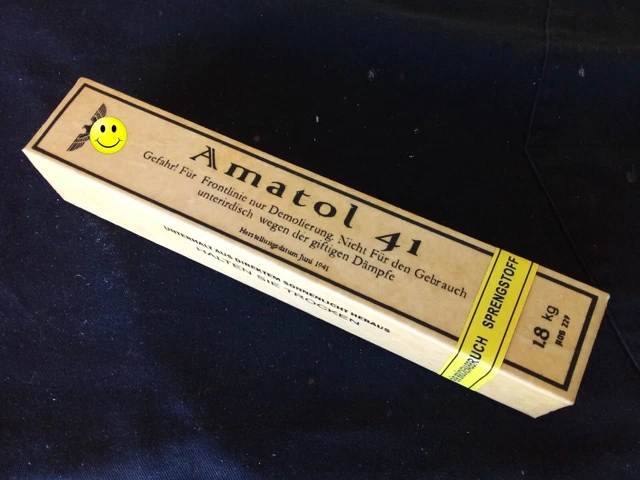 Amatol 41
Gefahr! Für Frontlinie nur Demolierung. Nicht Für den Gebrauch
unterirdisch wegen der giftigen Dämpfe
Herstellungsdatum Juni 1941
UNTERHALT AUS DIREKTEM SONNENLICHT HERAUS
HALTEN SIE TROCKEN
SPRENGSTOFF
1.8 kg